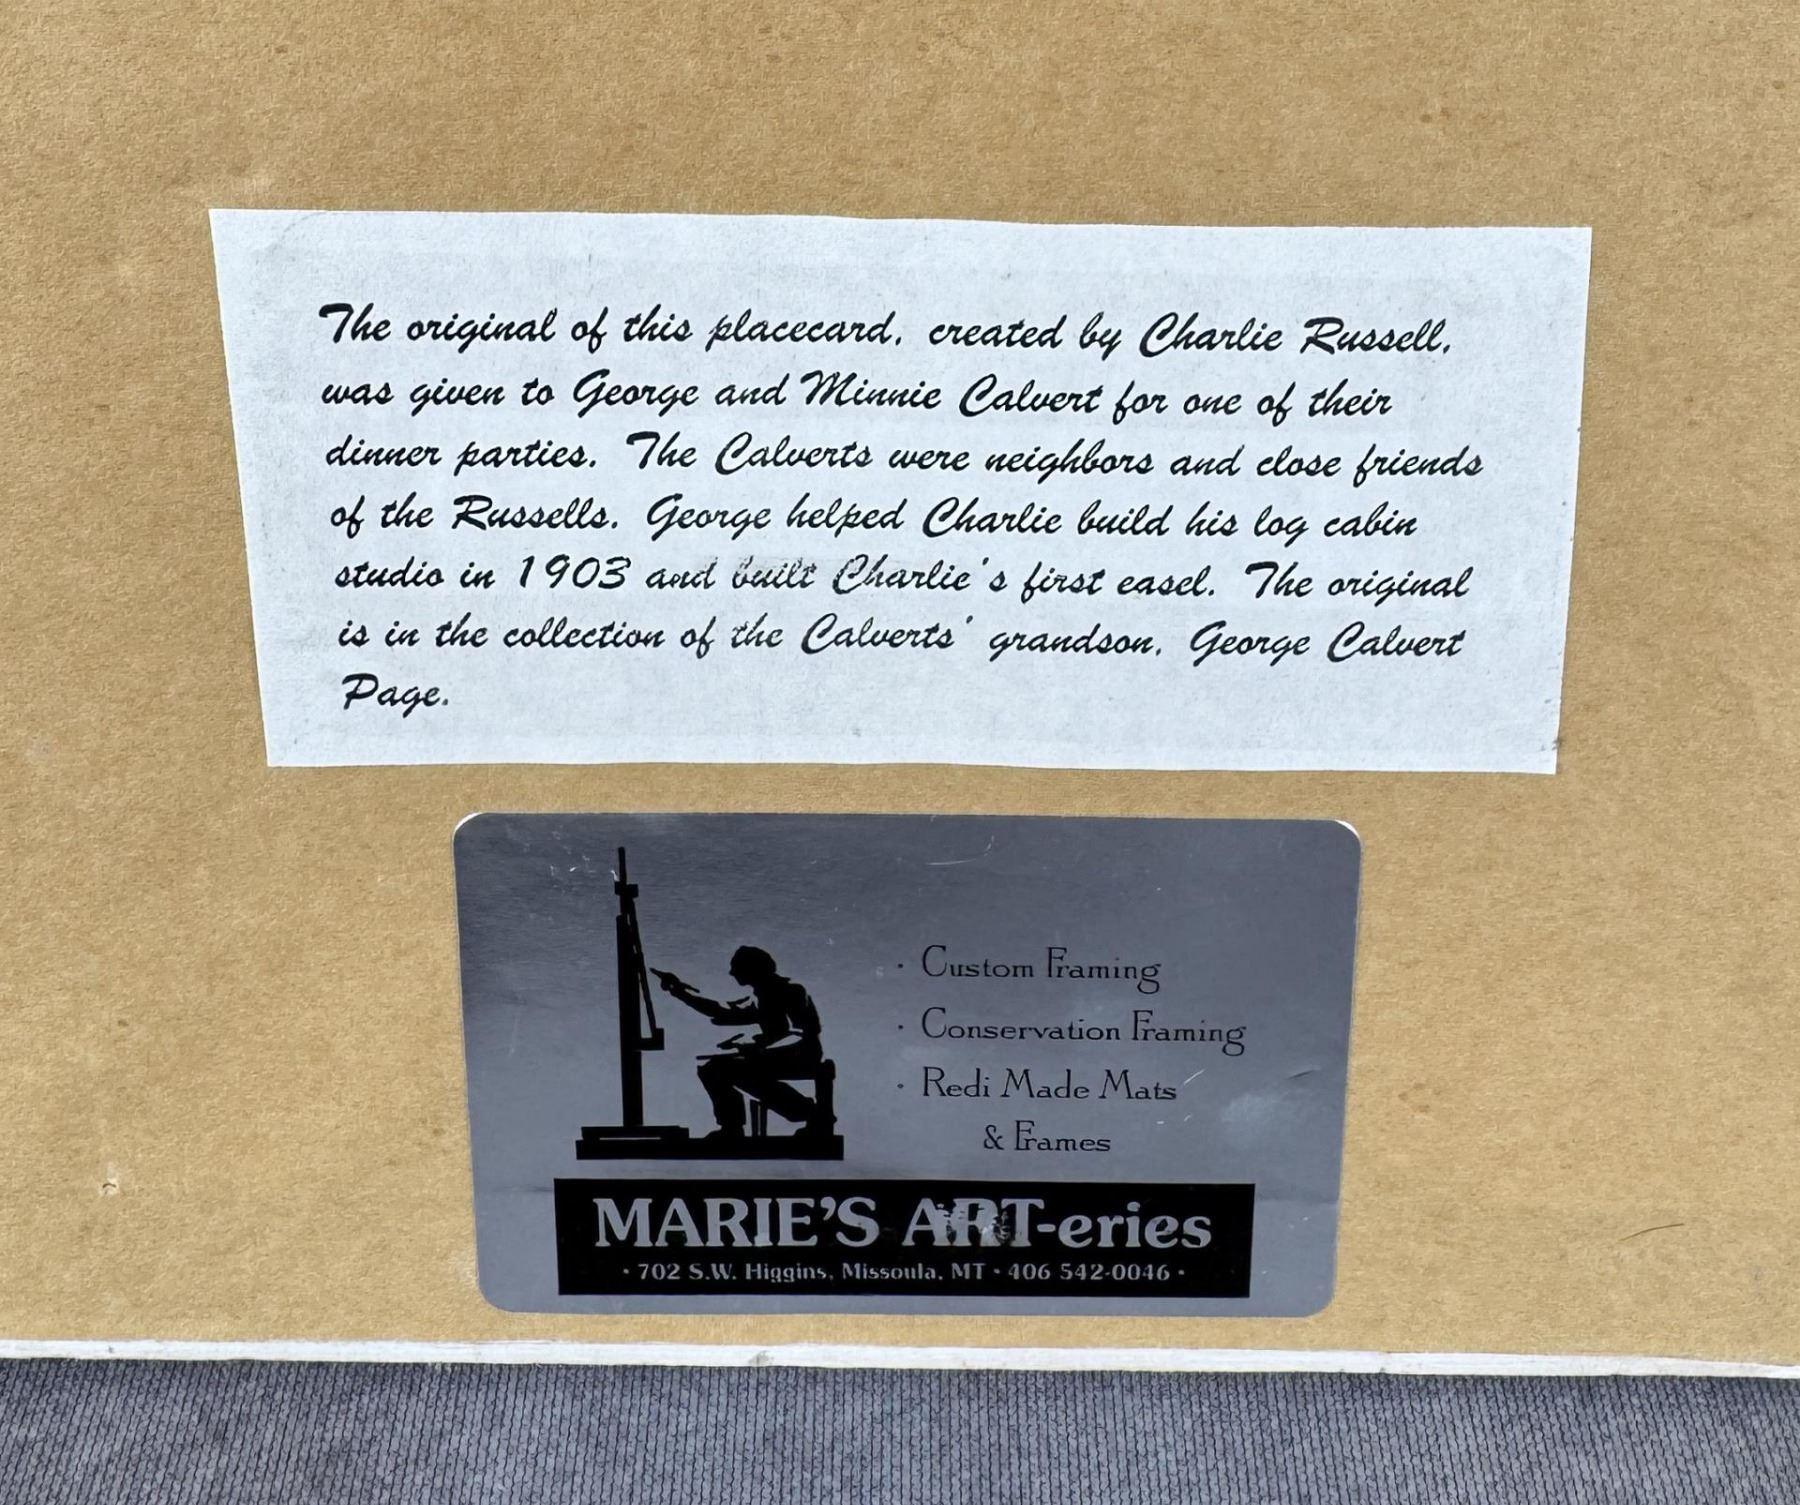 The original of this placecard, created by Charlie Russell,
was given to George and Minnie Calvert for one of their
dinner parties. The Calverts were neighbors and close friends
of the Russells. George helped Charlie build his log cabin
studio in 1903 and built Charlie's first easel. The original
is in the collection of the Calverts' grandson, George Calvert
Page.
· Custom Framing
· Conservation Framing
· Redi Made Mats
& Frames
MARIE'S ART-eries
· 702 S.W. Higgins, Missoula, MT · 406 542-0046 ·